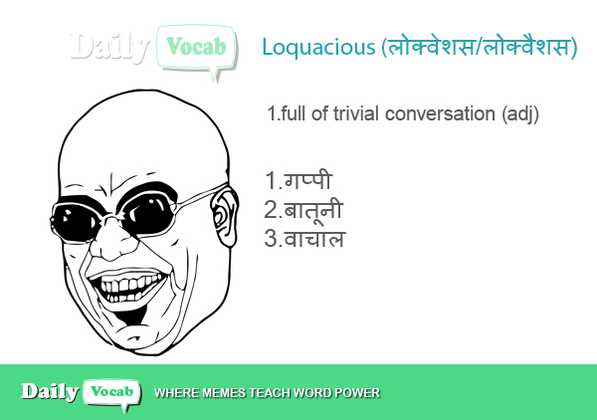 Daily Vocab
Loquacious (लोक्वेशस/लोक्वैशस)
1.full of trivial conversation (adj)
1.गप्पी
2.बातूनी
3.वाचाल
Daily Vocab WHERE MEMES TEACH WORD POWER